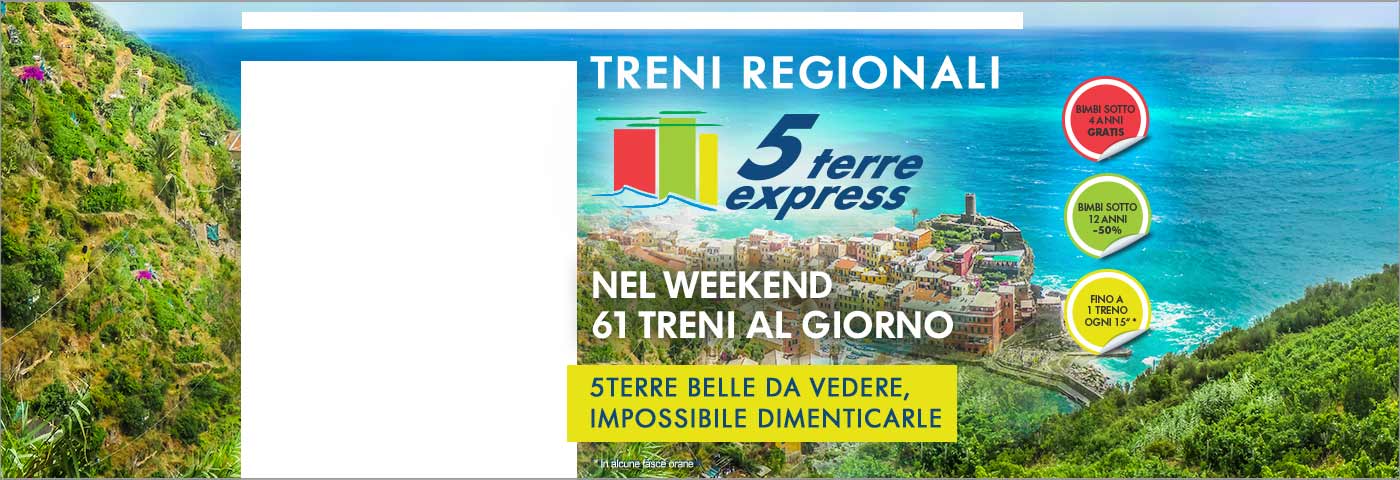 TRENI REGIONALI
5 terre
express
NEL WEEKEND
61 TRENI AL GIORNO
5TERRE BELLE DA VEDERE,
IMPOSSIBILE DIMENTICARLE
* In alcune fasce orarie
BIMBI SOTTO
4 ANNI
GRATIS
BIMBI SOTTO
12 ANNI
-50%
FINO A
1 TRENO
OGNI 15" *